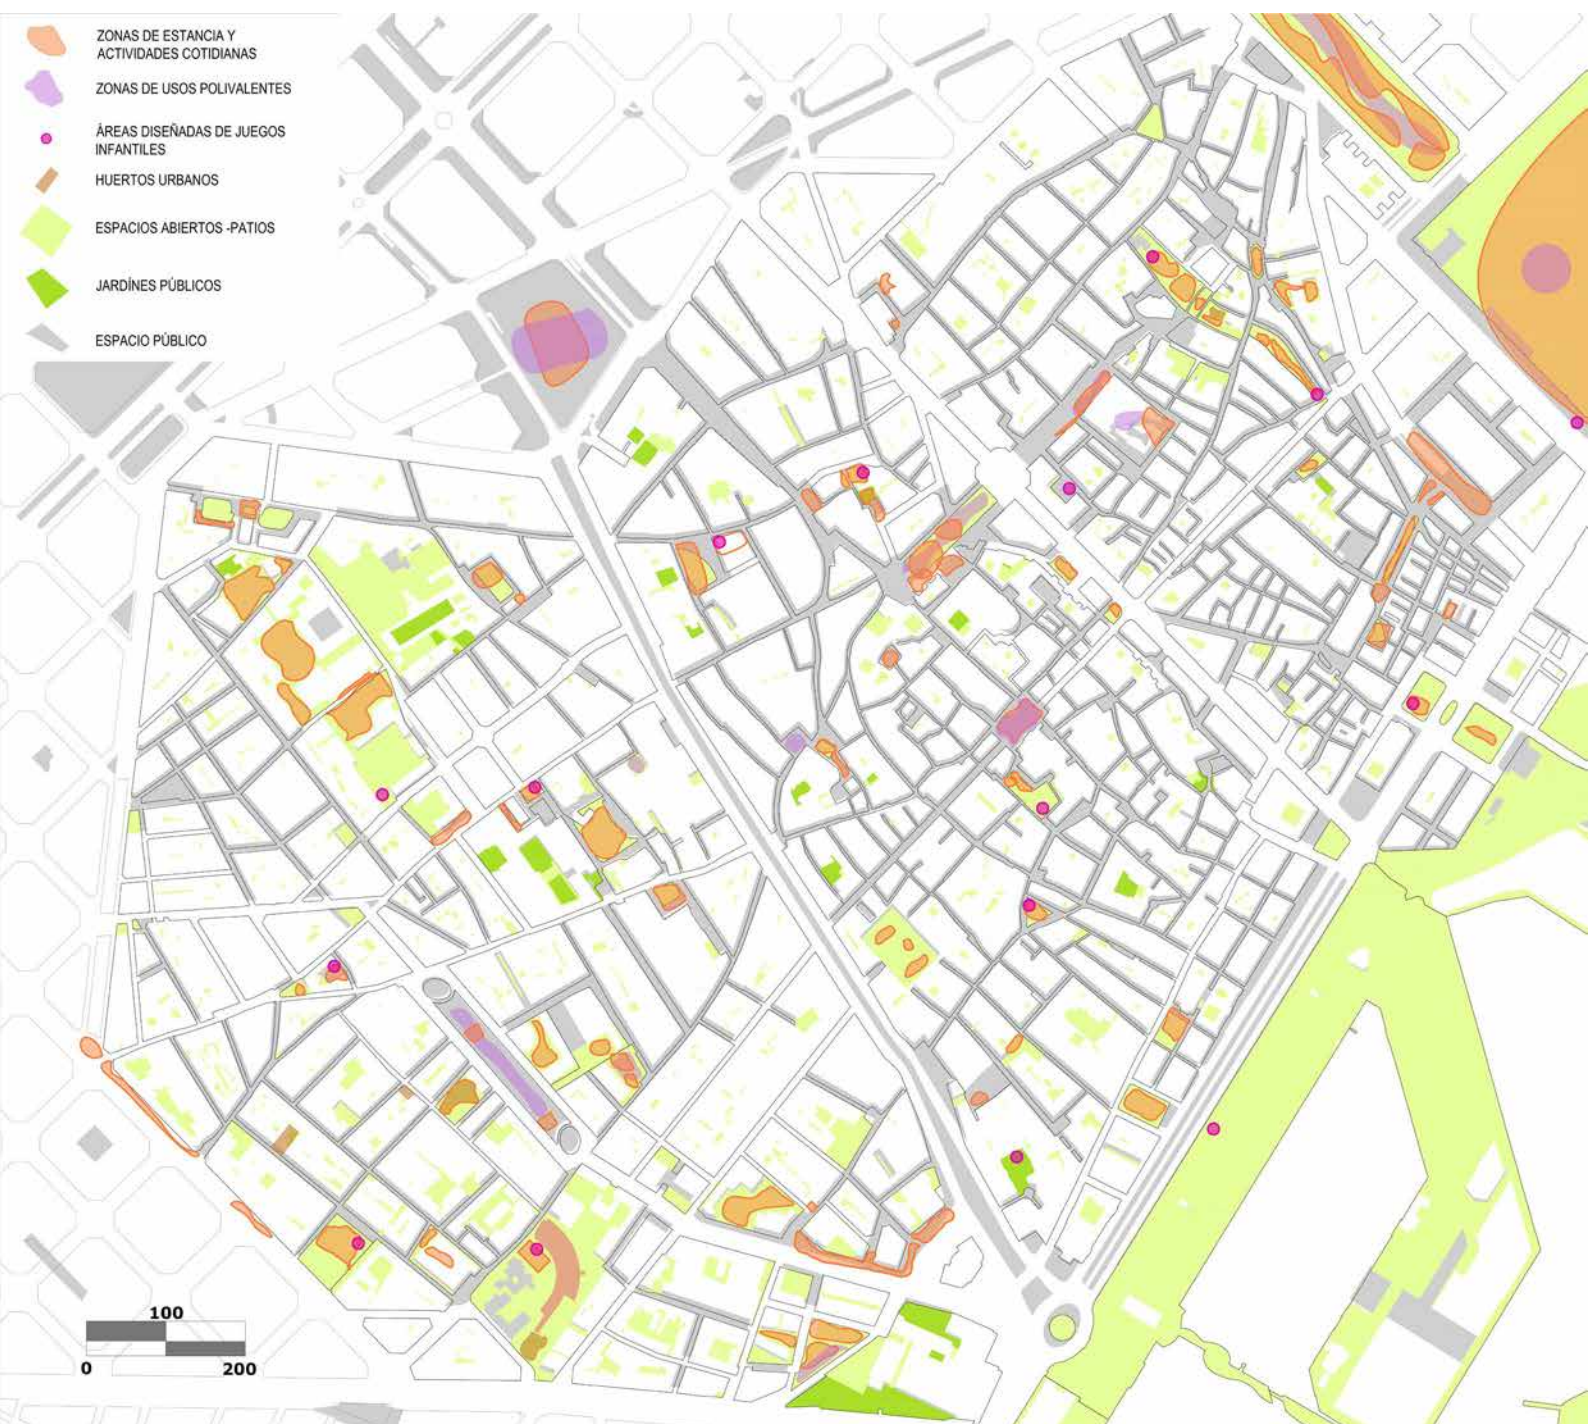 ZONAS DE ESTANCIA Y
ACTIVIDADES COTIDIANAS
ZONAS DE USOS POLIVALENTES
ÁREAS DISEÑADAS DE JUEGOS
INFANTILES
HUERTOS URBANOS
ESPACIOS ABIERTOS -PATIOS
JARDÍNES PÚBLICOS
ESPACIO PÚBLICO
100
0
200